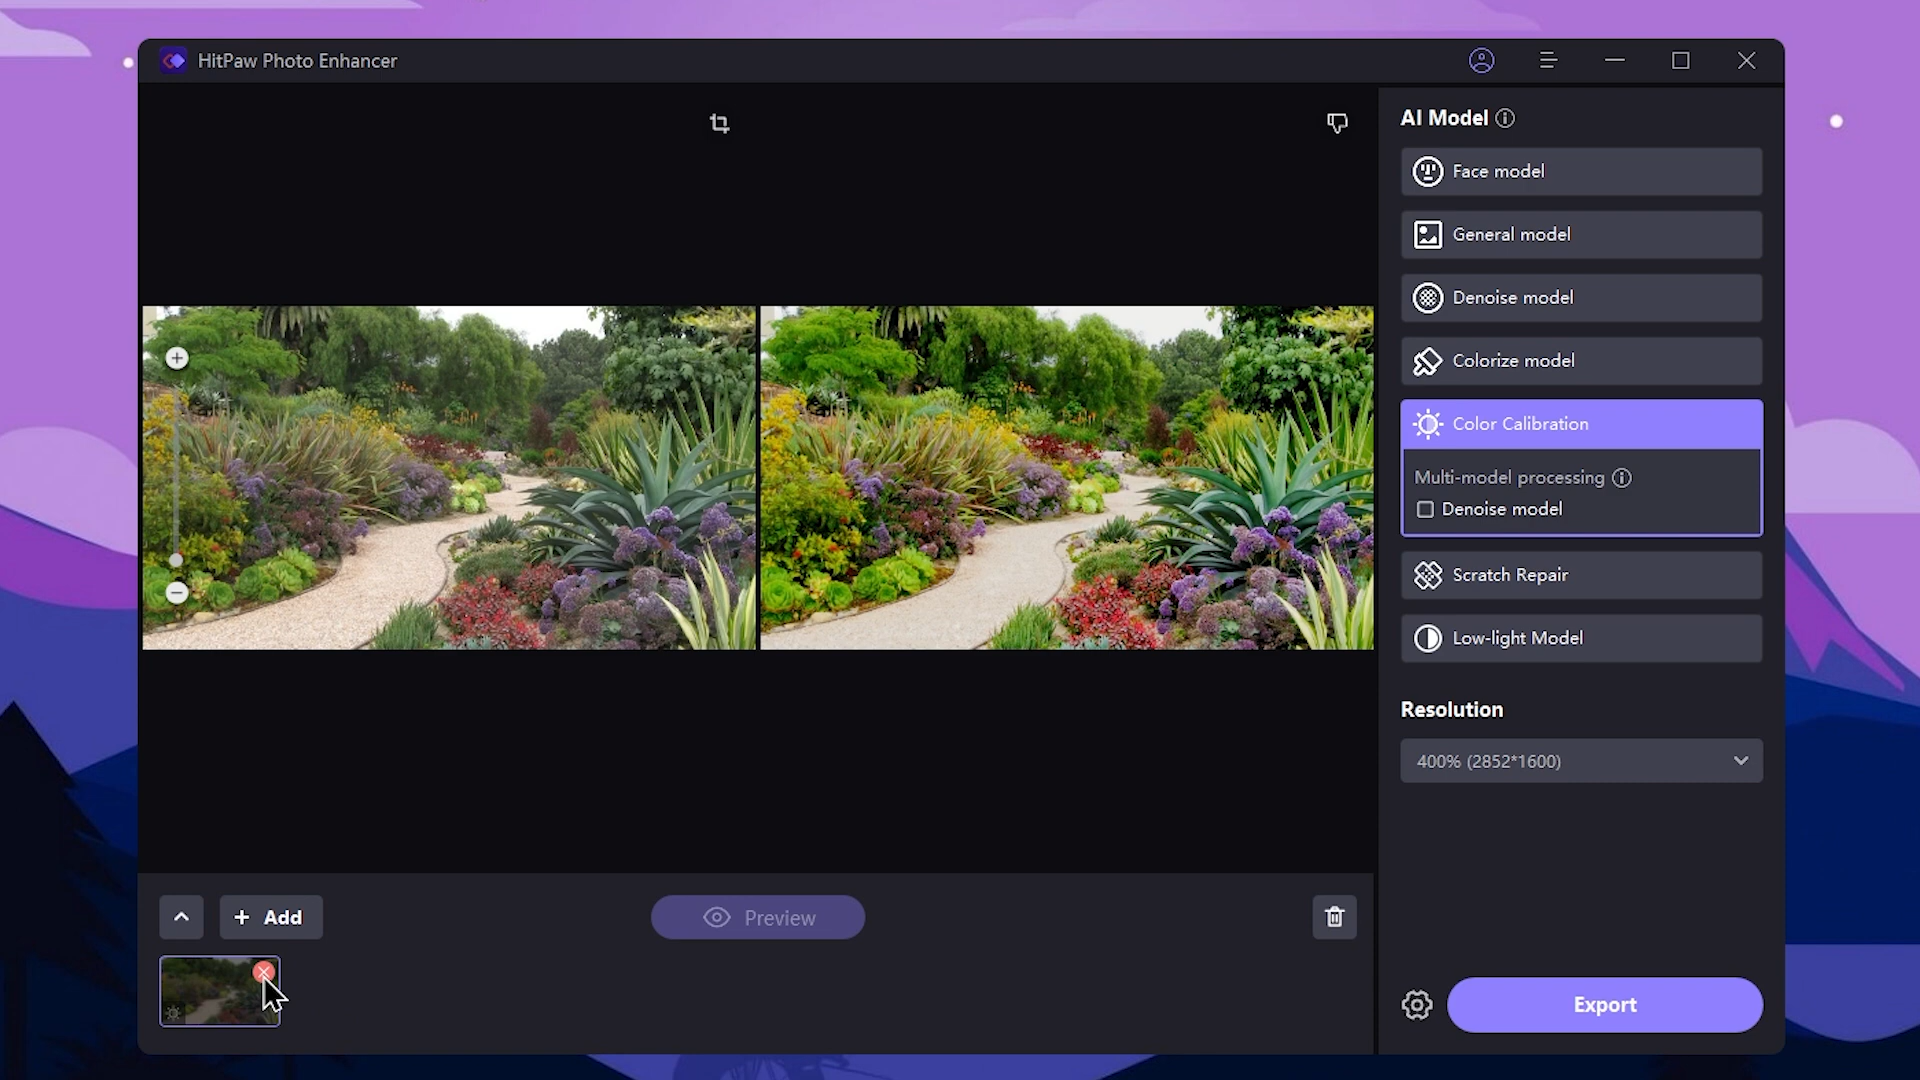 HitPaw Photo Enhancer
AI Model
Face model
General model
Denoise model
Colorize model
Color Calibration
Multi-model processing
Denoise model
Scratch Repair
Low-light Model
Resolution
400% (2852*1600)
Add
Preview
Export